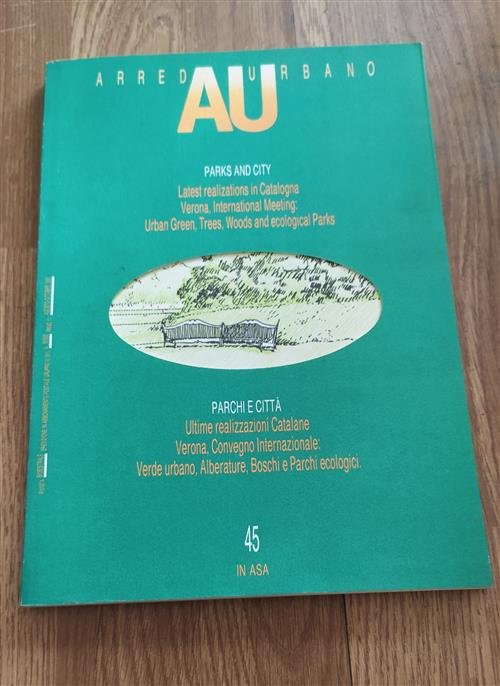 ARREDO URBANO
AU
PARKS AND CITY
Latest realizations in Catalogna
Verona, International Meeting:
Urban Green, Trees, Woods and ecological Parks
PARCHI E CITTÀ
Ultime realizzazioni Catalane
Verona, Convegno Internazionale:
Verde urbano, Alberature, Boschi e Parchi ecologici.
45
IN ASA